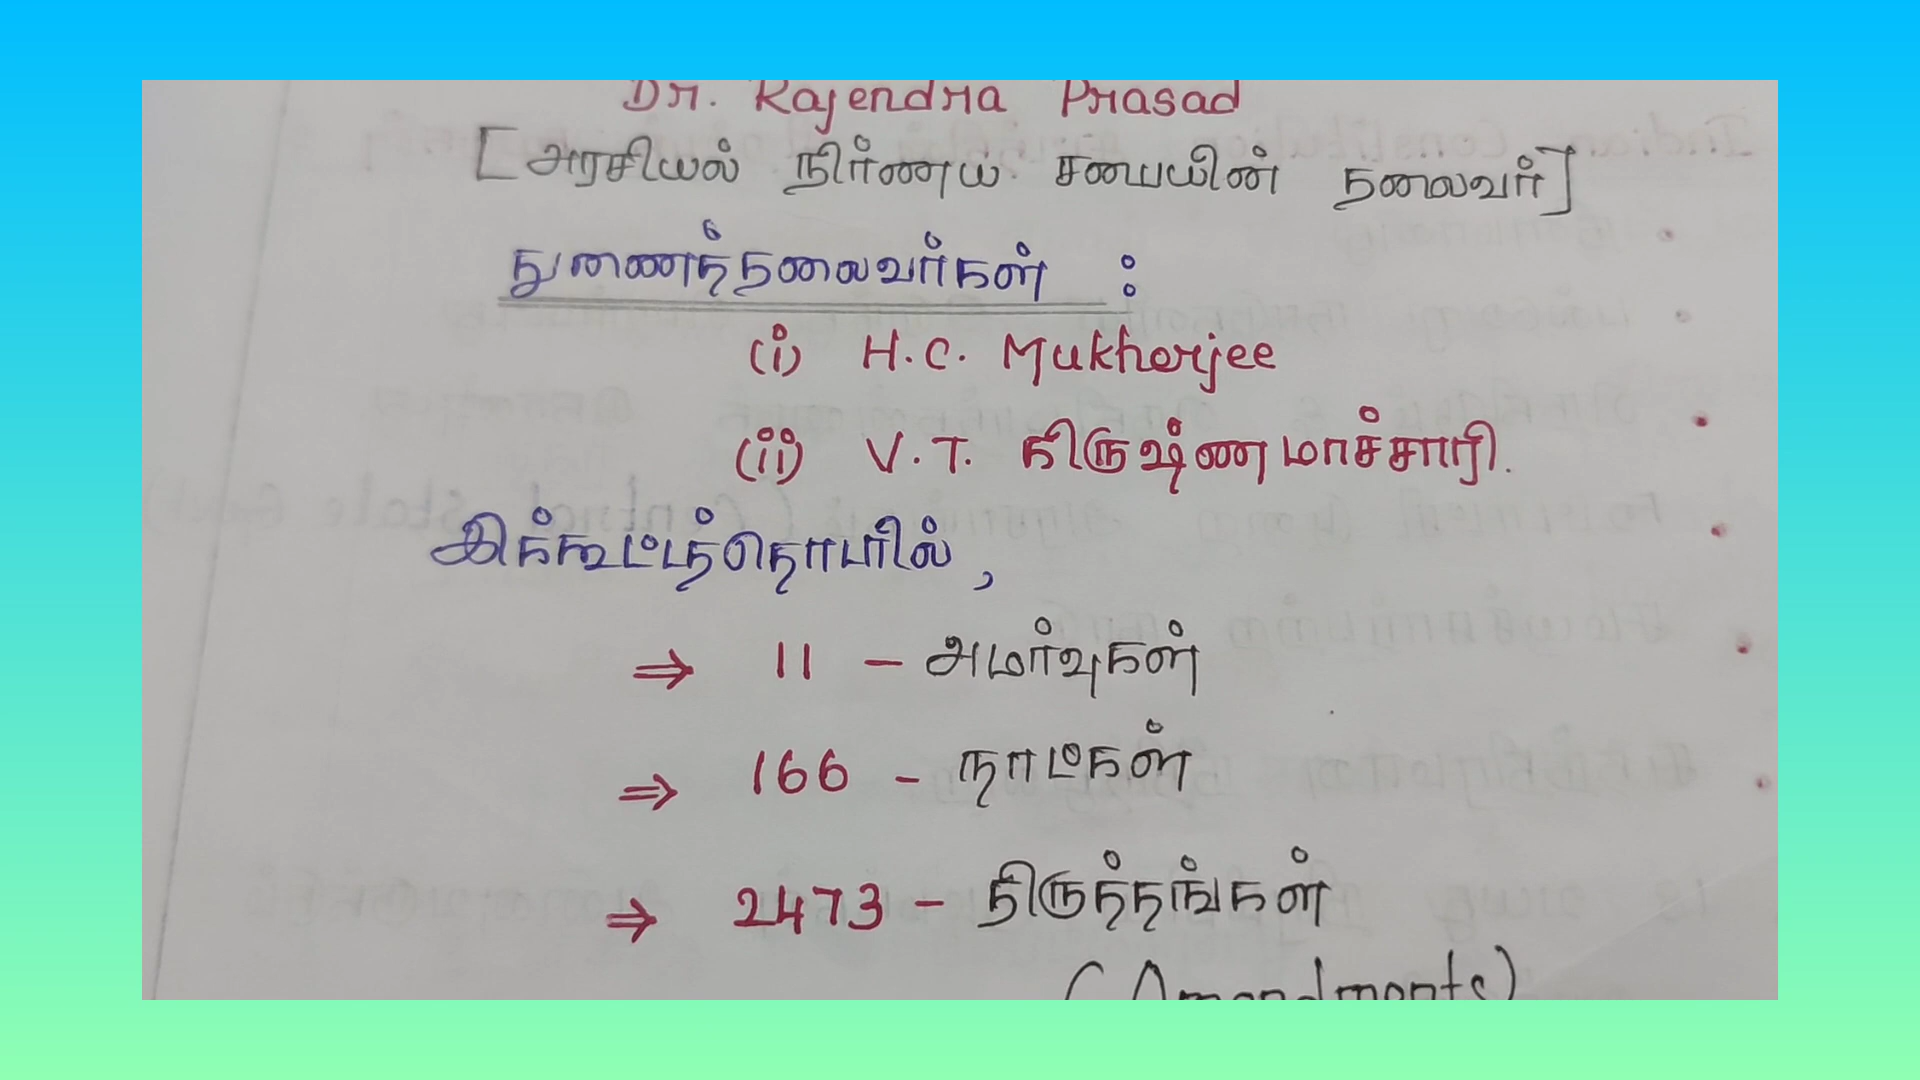 Dr. Rajendra Prasad
[அரசியல் நிர்ணய சபையின் தலைவர்]
துணைத்தலைவர்கள் :
(i) H.C. Mukherjee
(ii) V.T. கிருஷ்ணமாச்சாரி.
இக்கூட்டத்தொடரில்,
⇒ 11 – அமர்வுகள்
⇒ 166 – நாட்கள்
⇒ 2473 – திருத்தங்கள்
(Amendments)